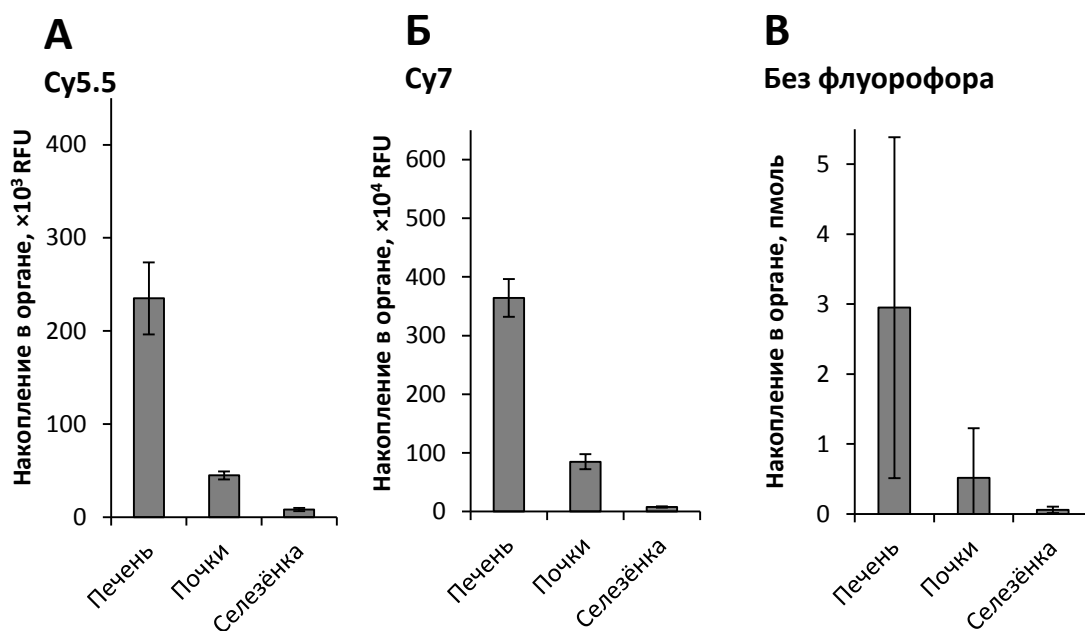 А
Cy5.5
Накопление в органе, ×10³ RFU
400
300
200
100
0
Печень
Почки
Селезёнка
Б
Cy7
Накопление в органе, ×10⁴ RFU
600
500
400
300
200
100
0
Печень
Почки
Селезёнка
В
Без флуорофора
Накопление в органе, пмоль
5
4
3
2
1
0
Печень
Почки
Селезёнка